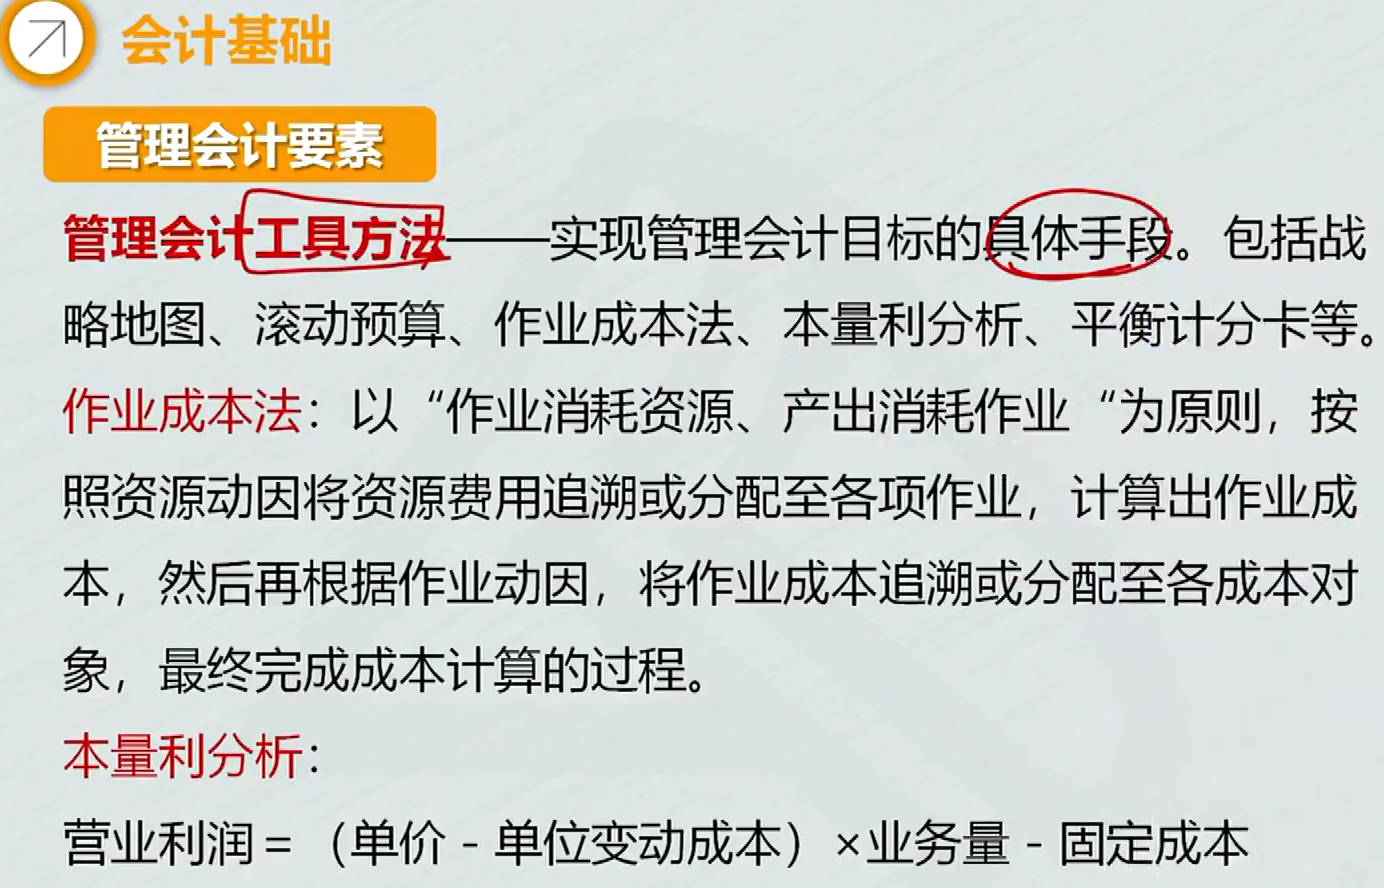 会计基础
管理会计要素
管理会计工具方法——实现管理会计目标的具体手段。包括战
略地图、滚动预算、作业成本法、本量利分析、平衡计分卡等。
作业成本法：以“作业消耗资源、产出消耗作业“为原则，按
照资源动因将资源费用追溯或分配至各项作业，计算出作业成
本，然后再根据作业动因，将作业成本追溯或分配至各成本对
象，最终完成成本计算的过程。
本量利分析：
营业利润=（单价-单位变动成本）×业务量-固定成本